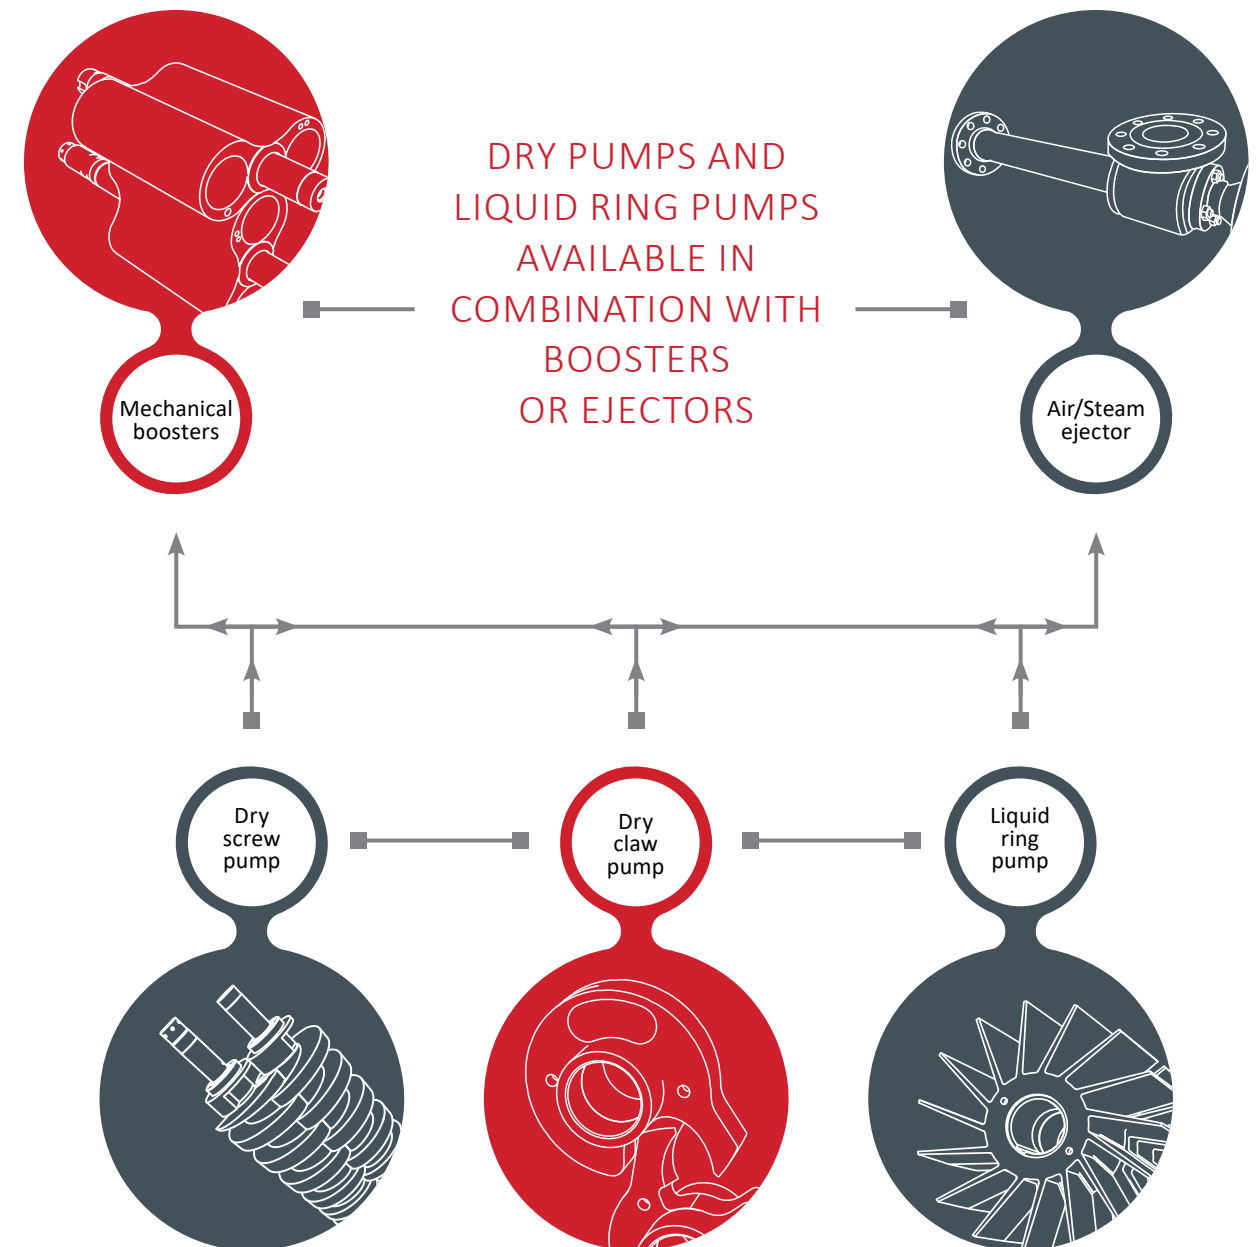 DRY PUMPS AND
LIQUID RING PUMPS
AVAILABLE IN
COMBINATION WITH
BOOSTERS
OR EJECTORS
Mechanical
boosters
Air/Steam
ejector
Dry
screw
pump
Dry
claw
pump
Liquid
ring
pump